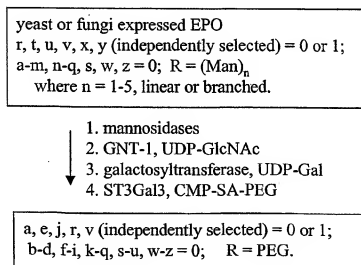 yeast or fungi expressed EPO
r, t, u, v, x, y (independently selected) = 0 or 1;
a-m, n-q, s, w, z = 0; R = (Man)n
where n = 1-5, linear or branched.
1. mannosidases
2. GNT-1, UDP-GlcNAc
3. galactosyltransferase, UDP-Gal
4. ST3Gal3, CMP-SA-PEG
a, e, j, r, v (independently selected) = 0 or 1;
b-d, f-i, k-q, s-u, w-z = 0; R = PEG.